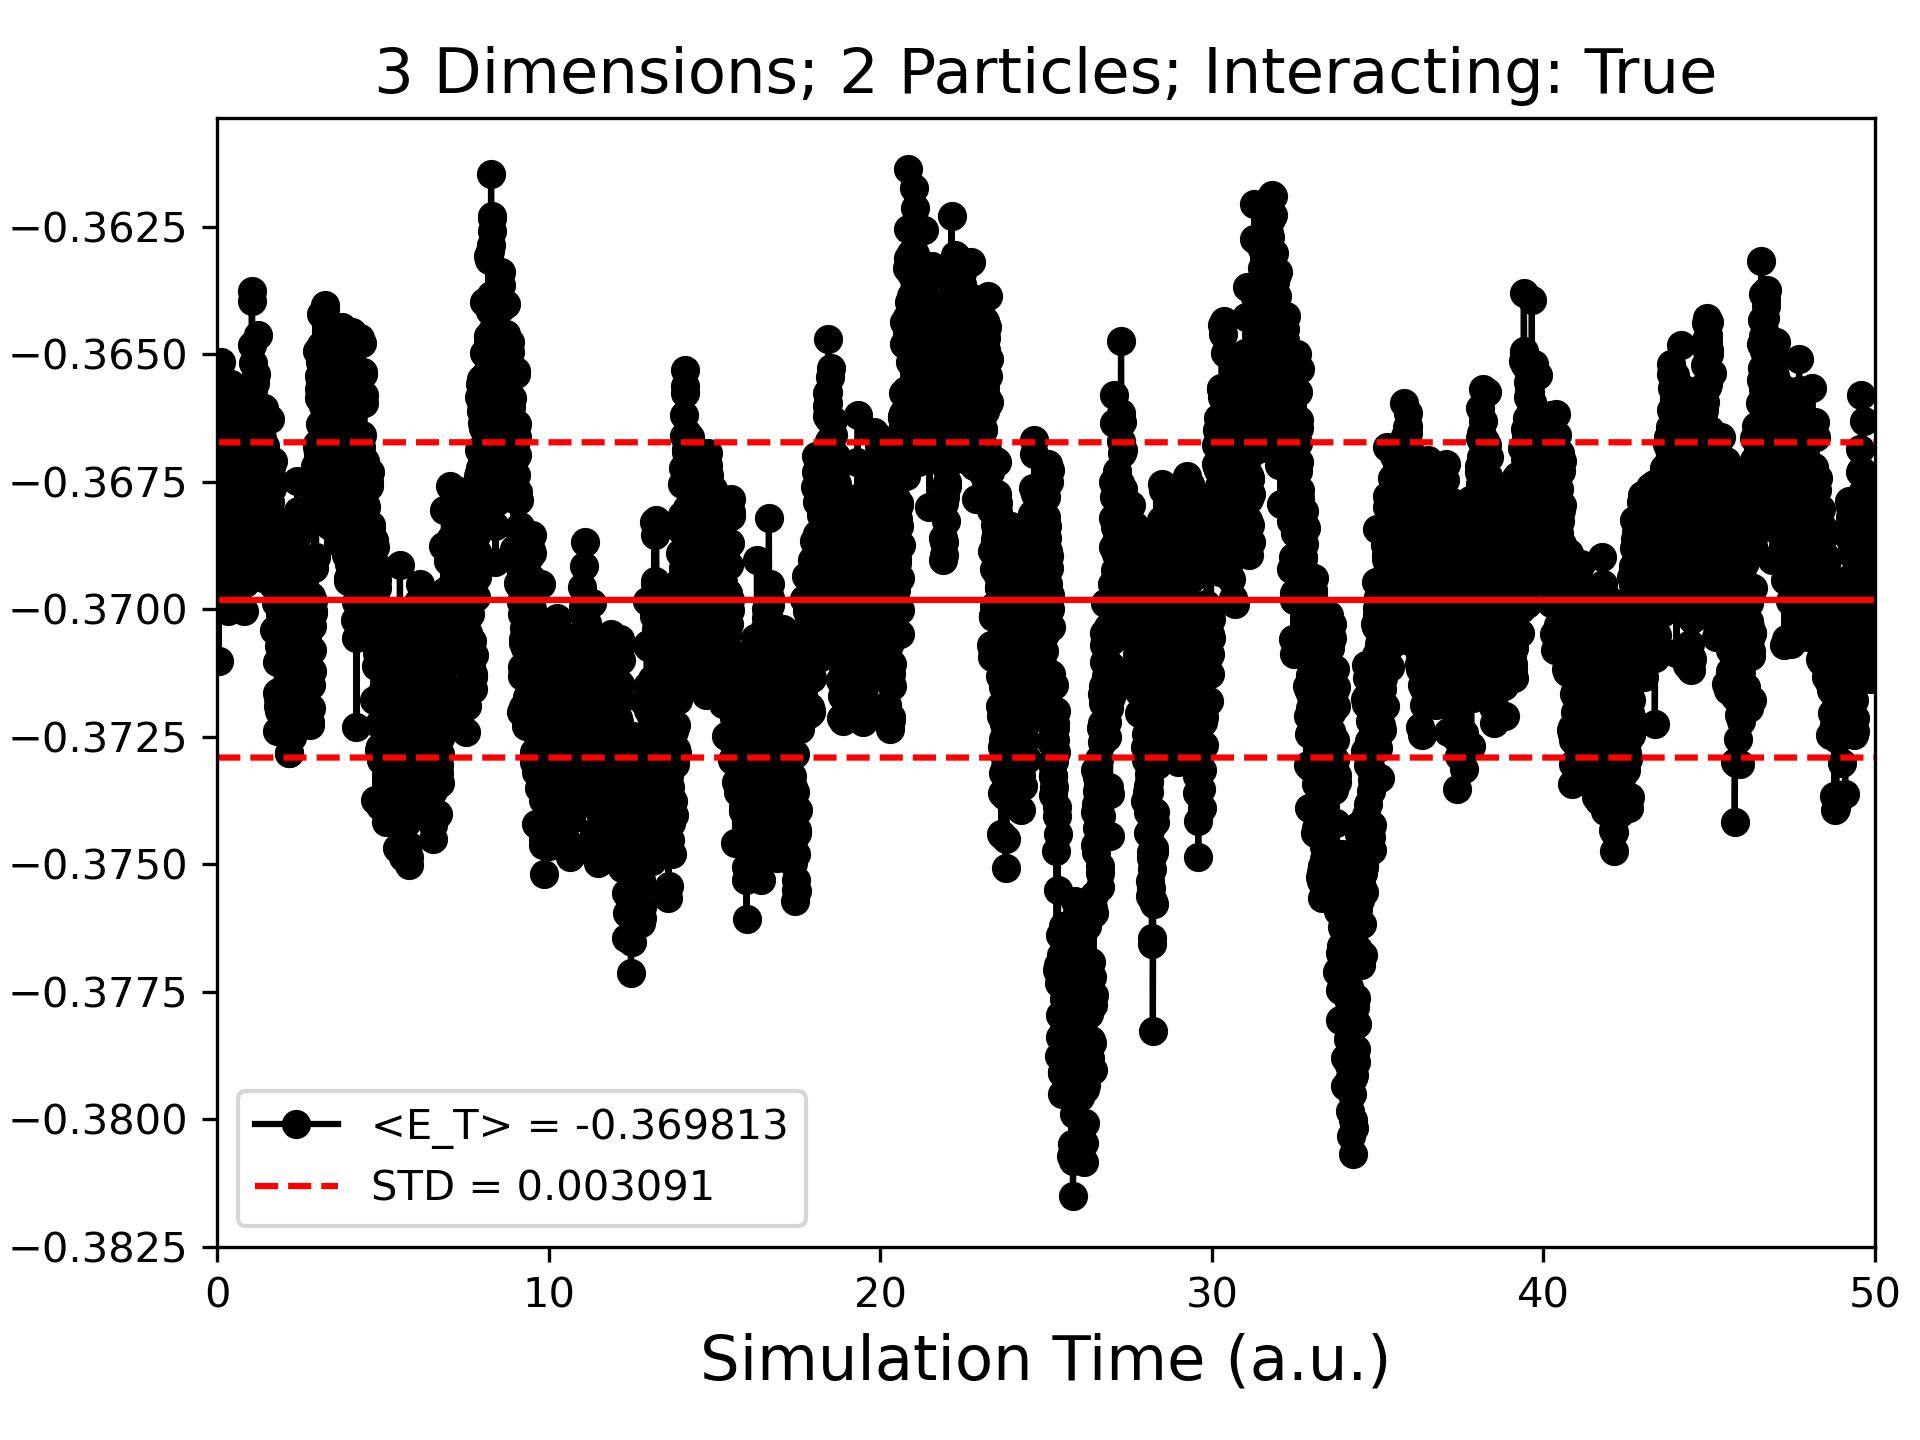 3 Dimensions; 2 Particles; Interacting: True
−0.3625
−0.3650
−0.3675
−0.3700
−0.3725
−0.3750
−0.3775
−0.3800
−0.3825
<E_T> = -0.369813
STD = 0.003091
0 10 20 30 40 50
Simulation Time (a.u.)